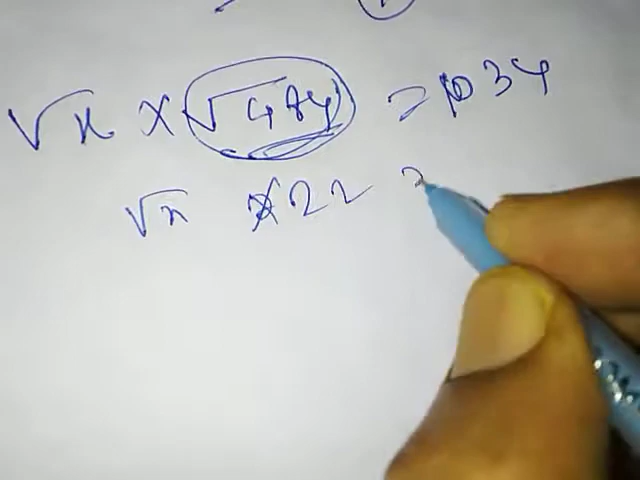 √x × √484 = 1034
√x × 22 =